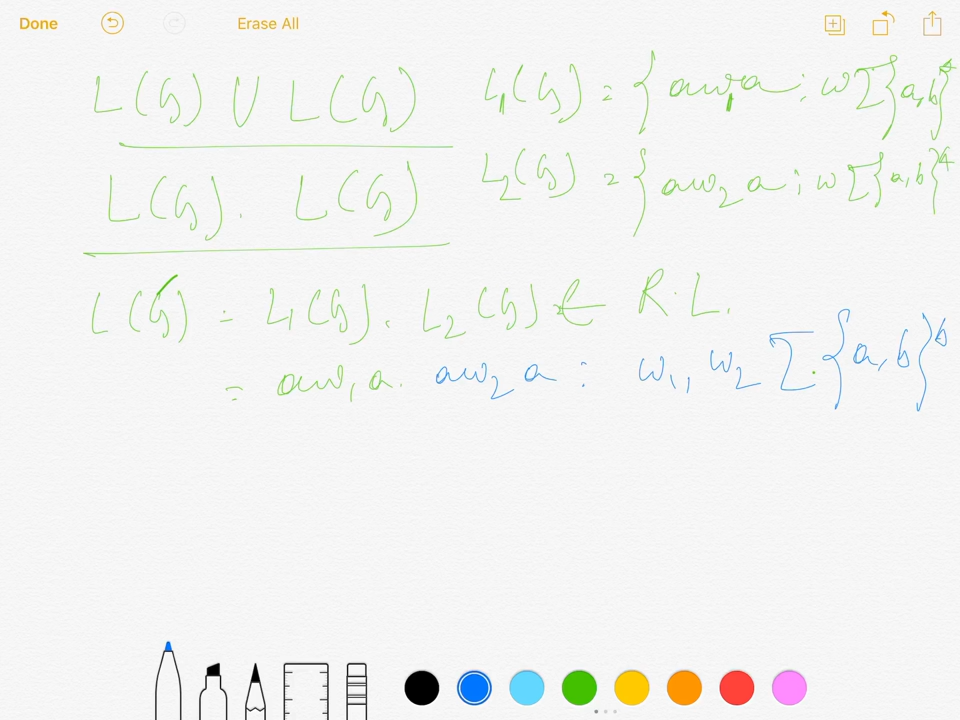 Done Erase All
L(G) ∪ L(G)
L₁(G) = { aw₁a : w Σ {a,b}*
L(G) . L(G)
L₂(G) = { aw₂a : w Σ {a,b}*
L(G) = L₁(G) . L₂(G) ∈ R.L.
= aw₁a . aw₂a : w₁, w₂ Σ . {a,b}